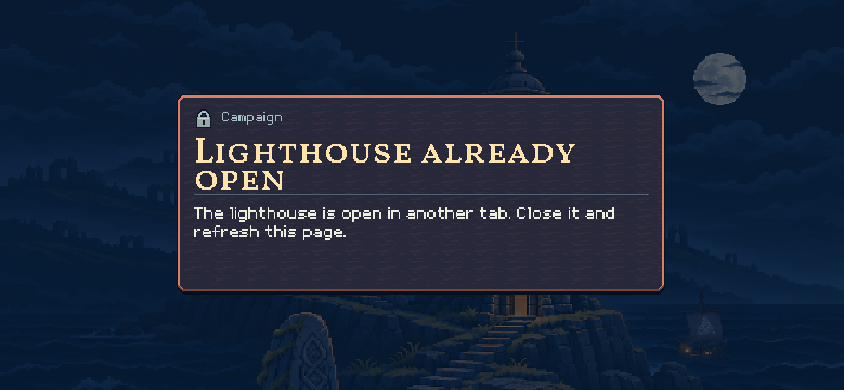 Campaign
Lighthouse already
open
The lighthouse is open in another tab. Close it and
refresh this page.